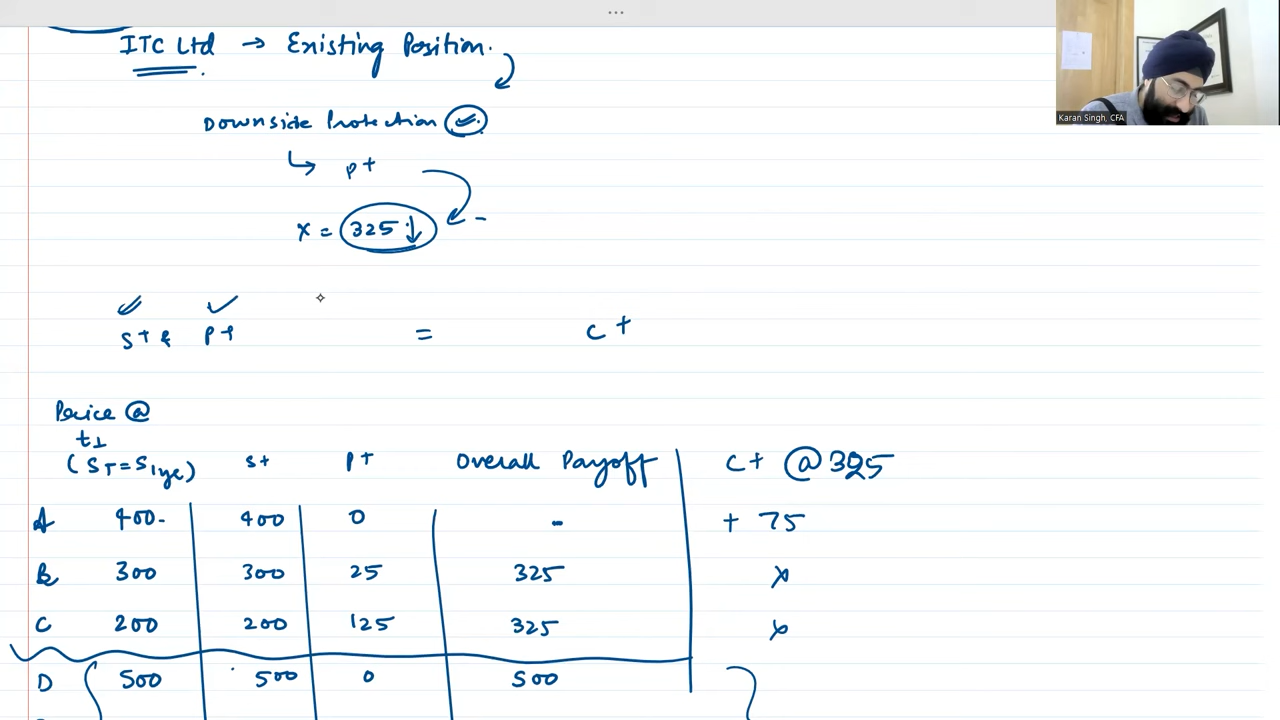 ITC Ltd → Existing Position.
Karan Singh, CFA
Downside Protection
↳ P+
X = 325 ↓
S+ & P+ = C+
Price @
t1
(ST = S1yr) S+ P+ Overall Payoff C+ @ 325
A 400 400 0 - + 75
B 300 300 25 325 x
C 200 200 125 325 x
D 500 500 0 500